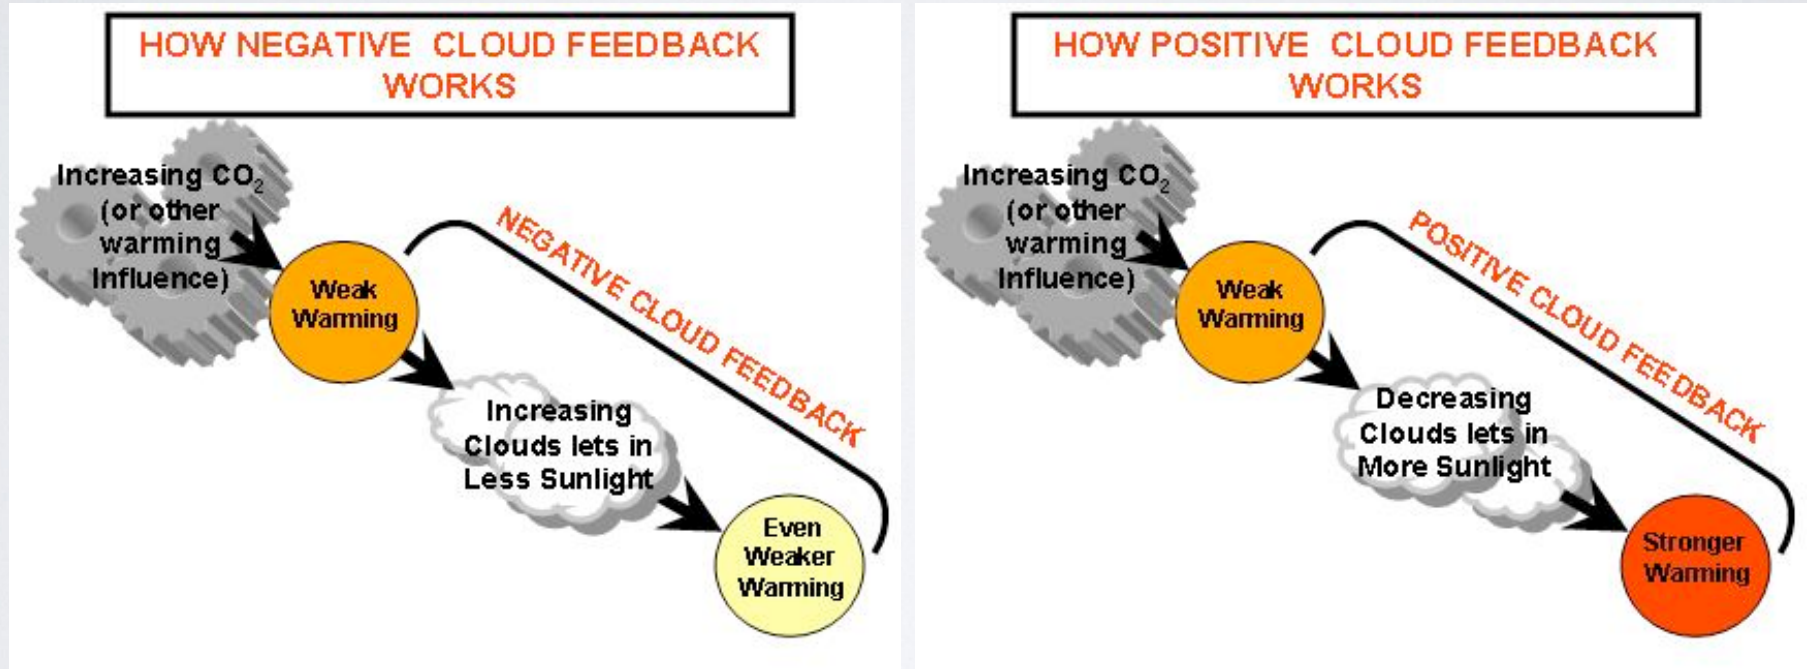 HOW NEGATIVE CLOUD FEEDBACK
WORKS
Increasing CO₂
(or other
warming
Influence)
Weak
Warming
NEGATIVE CLOUD FEEDBACK
Increasing
Clouds lets in
Less Sunlight
Even
Weaker
Warming
HOW POSITIVE CLOUD FEEDBACK
WORKS
Increasing CO₂
(or other
warming
Influence)
Weak
Warming
POSITIVE CLOUD FEEDBACK
Decreasing
Clouds lets in
More Sunlight
Stronger
Warming